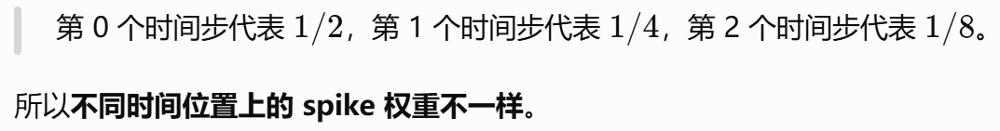 第 0 个时间步代表 1/2，第 1 个时间步代表 1/4，第 2 个时间步代表 1/8。
所以不同时间位置上的 spike 权重不一样。